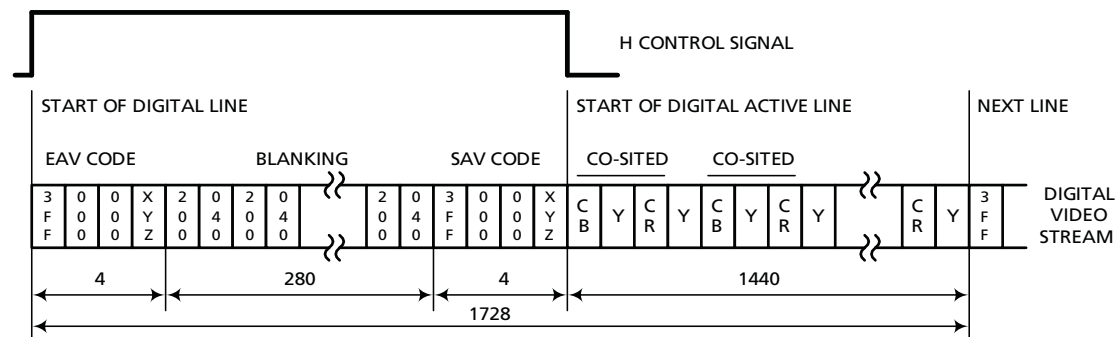 H CONTROL SIGNAL
START OF DIGITAL LINE START OF DIGITAL ACTIVE LINE NEXT LINE
EAV CODE BLANKING SAV CODE CO-SITED CO-SITED
3FF 000 000 XYZ 200 040 200 040 200 040 3FF 000 000 XYZ CB Y CR Y CB Y CR Y CR Y 3FF
DIGITAL
VIDEO
STREAM
4 280 4 1440
1728